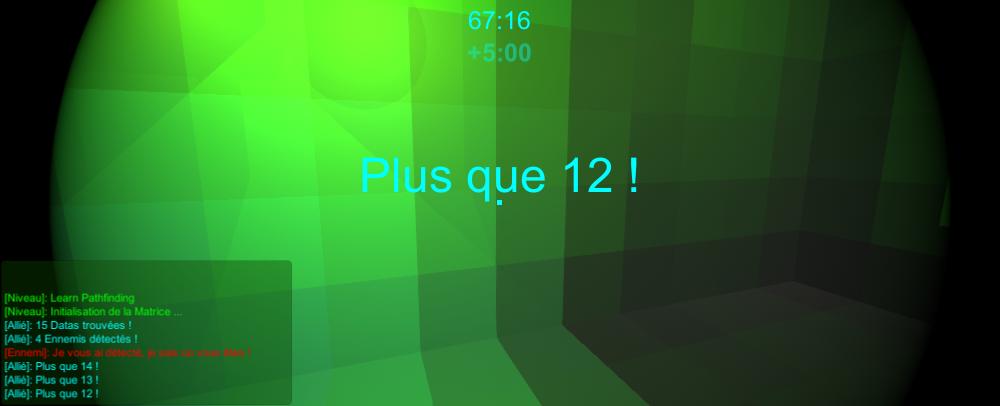 67:16
+5:00
Plus que 12 !
[Niveau]: Learn Pathfinding
[Niveau]: Initialisation de la Matrice ...
[Allié]: 15 Datas trouvées !
[Allié]: 4 Ennemis détectés !
[Ennemi]: Je vous ai détecté, je sais où vous êtes !
[Allié]: Plus que 14 !
[Allié]: Plus que 13 !
[Allié]: Plus que 12 !